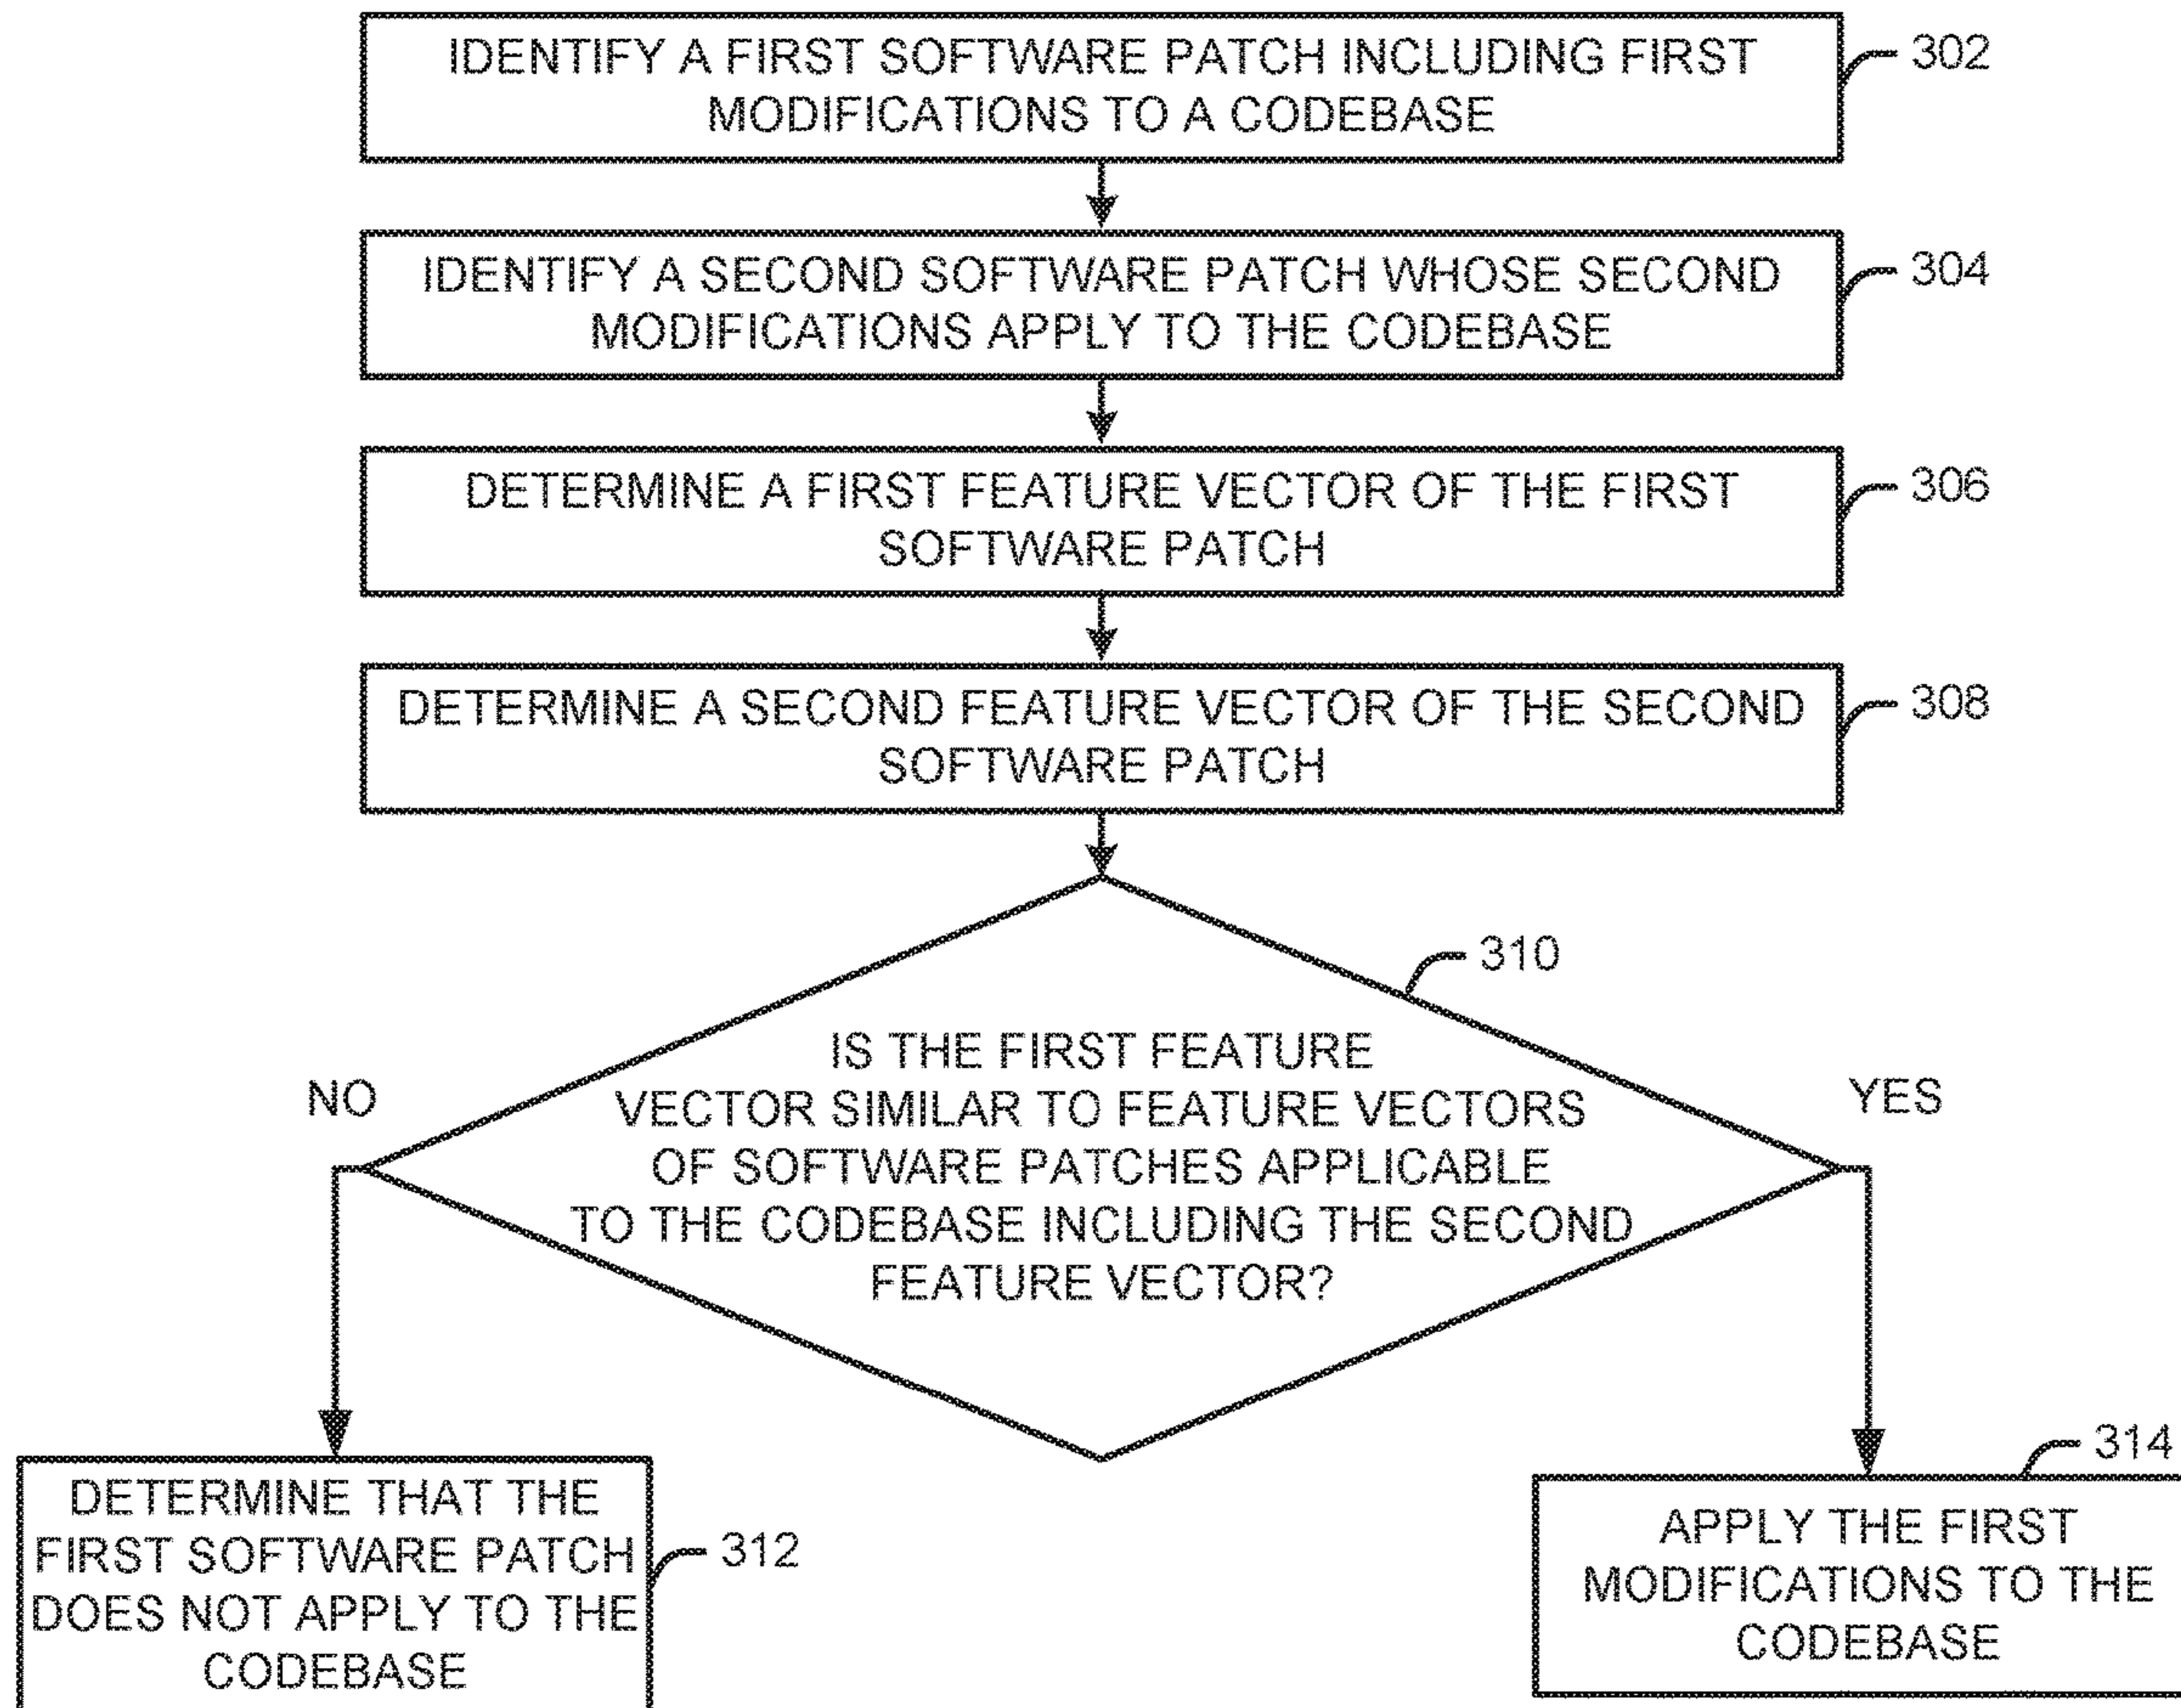 IDENTIFY A FIRST SOFTWARE PATCH INCLUDING FIRST
MODIFICATIONS TO A CODEBASE
302
IDENTIFY A SECOND SOFTWARE PATCH WHOSE SECOND
MODIFICATIONS APPLY TO THE CODEBASE
304
DETERMINE A FIRST FEATURE VECTOR OF THE FIRST
SOFTWARE PATCH
306
DETERMINE A SECOND FEATURE VECTOR OF THE SECOND
SOFTWARE PATCH
308
310
IS THE FIRST FEATURE
VECTOR SIMILAR TO FEATURE VECTORS
OF SOFTWARE PATCHES APPLICABLE
TO THE CODEBASE INCLUDING THE SECOND
FEATURE VECTOR?
NO
YES
DETERMINE THAT THE
FIRST SOFTWARE PATCH
DOES NOT APPLY TO THE
CODEBASE
312
314
APPLY THE FIRST
MODIFICATIONS TO THE
CODEBASE